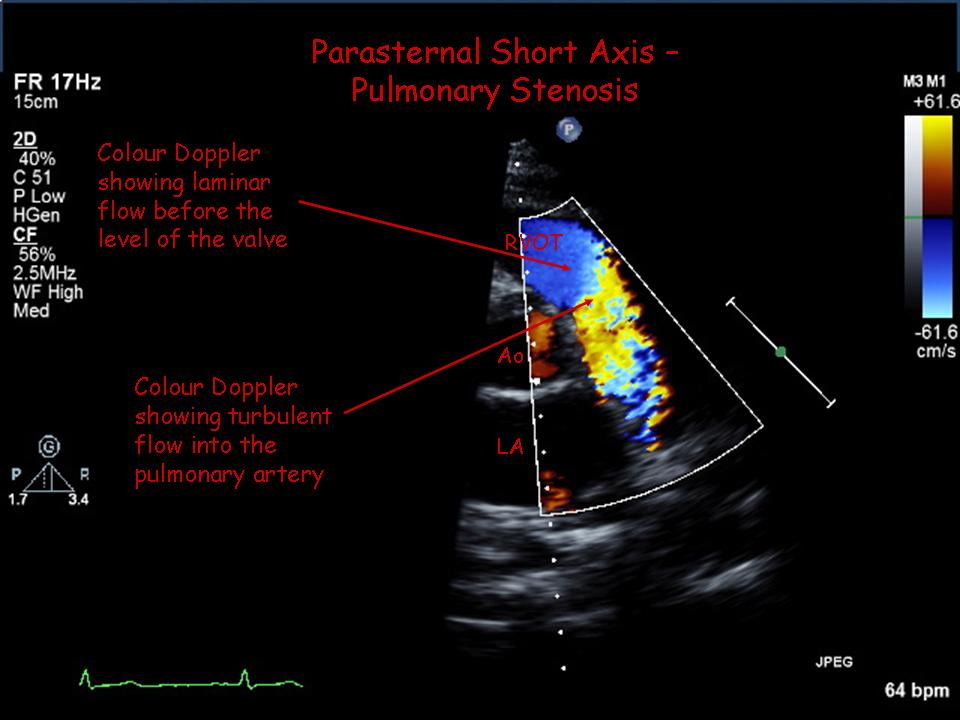 Parasternal Short Axis –
Pulmonary Stenosis
FR 17Hz
15cm
2D
40%
C 51
P Low
HGen
CF
56%
2.5MHz
WF High
Med
Colour Doppler
showing laminar
flow before the
level of the valve
M3 M1
+61.6
-61.6
cm/s
P
RVOT
Ao
LA
Colour Doppler
showing turbulent
flow into the
pulmonary artery
G
P R
1.7 3.4
JPEG
64 bpm